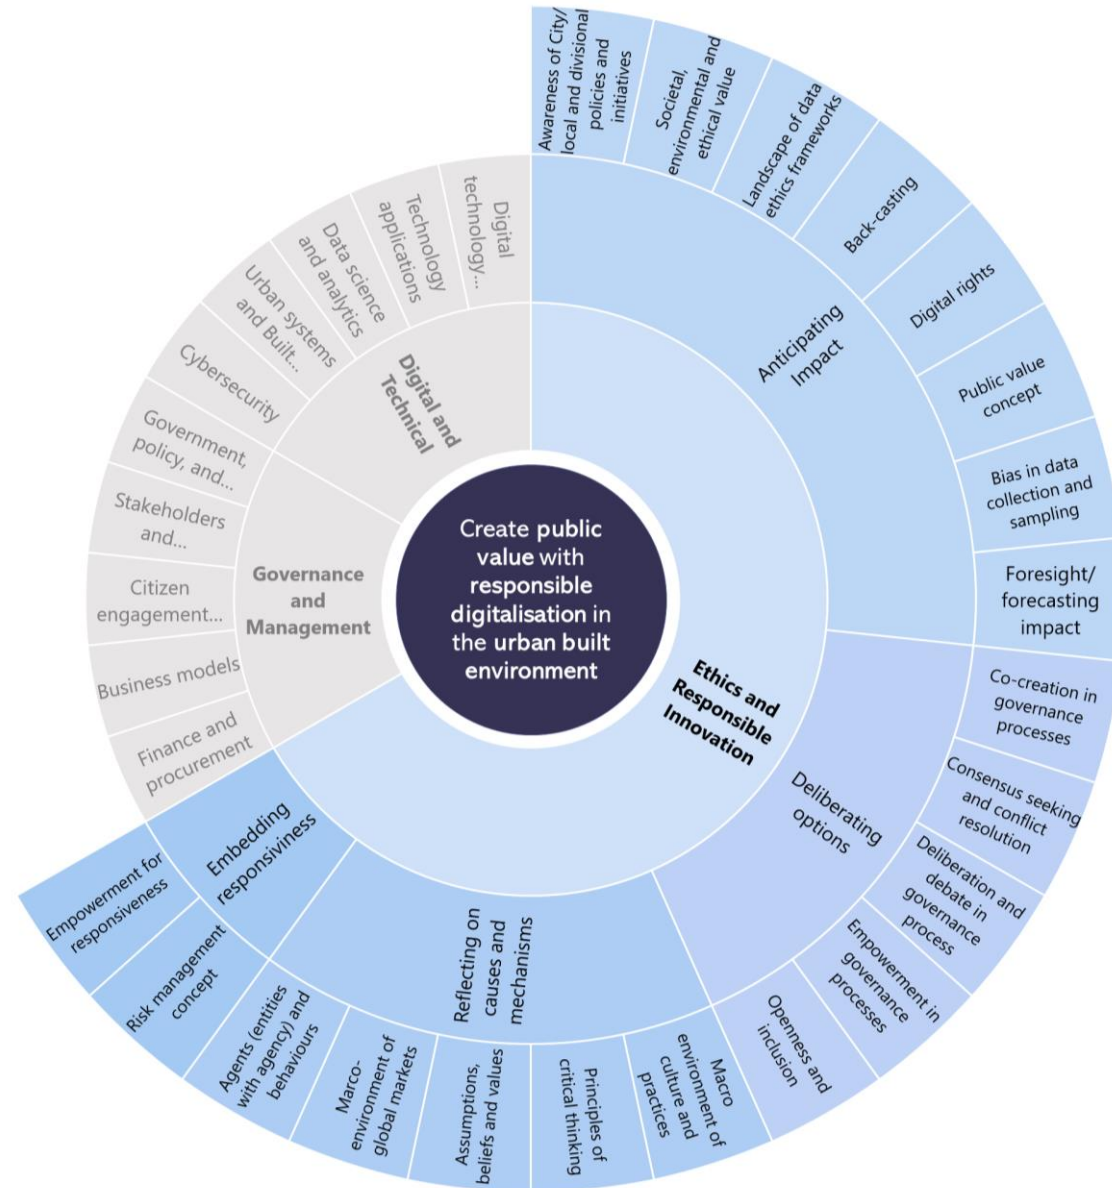 Create public
value with
responsible
digitalisation in
the urban built
environment
Ethics and
Responsible
Innovation
Anticipating
Impact
Awareness of City/
local and divisional
policies and
initiatives
Societal,
environmental and
ethical value
Landscape of data
ethics frameworks
Back-casting
Digital rights
Public value
concept
Bias in data
collection and
sampling
Foresight/
forecasting
impact
Deliberating
options
Co-creation in
governance
processes
Consensus seeking
and conflict
resolution
Deliberation and
debate in
governance
process
Empowerment in
governance
processes
Openness and
inclusion
Reflecting on
causes and
mechanisms
Macro
environment of
culture and
practices
Principles of
critical thinking
Assumptions,
beliefs and values
Marco-
environment of
global markets
Agents (entities
with agency) and
behaviours
Embedding
responsiviness
Risk management
concept
Empowerment for
responsiveness
Governance
and
Management
Finance and
procurement
Business models
Citizen
engagement...
Stakeholders
and...
Government,
policy, and...
Digital and
Technical
Cybersecurity
Urban systems
and Built...
Data science
and analytics
Technology
applications
Digital
technology...